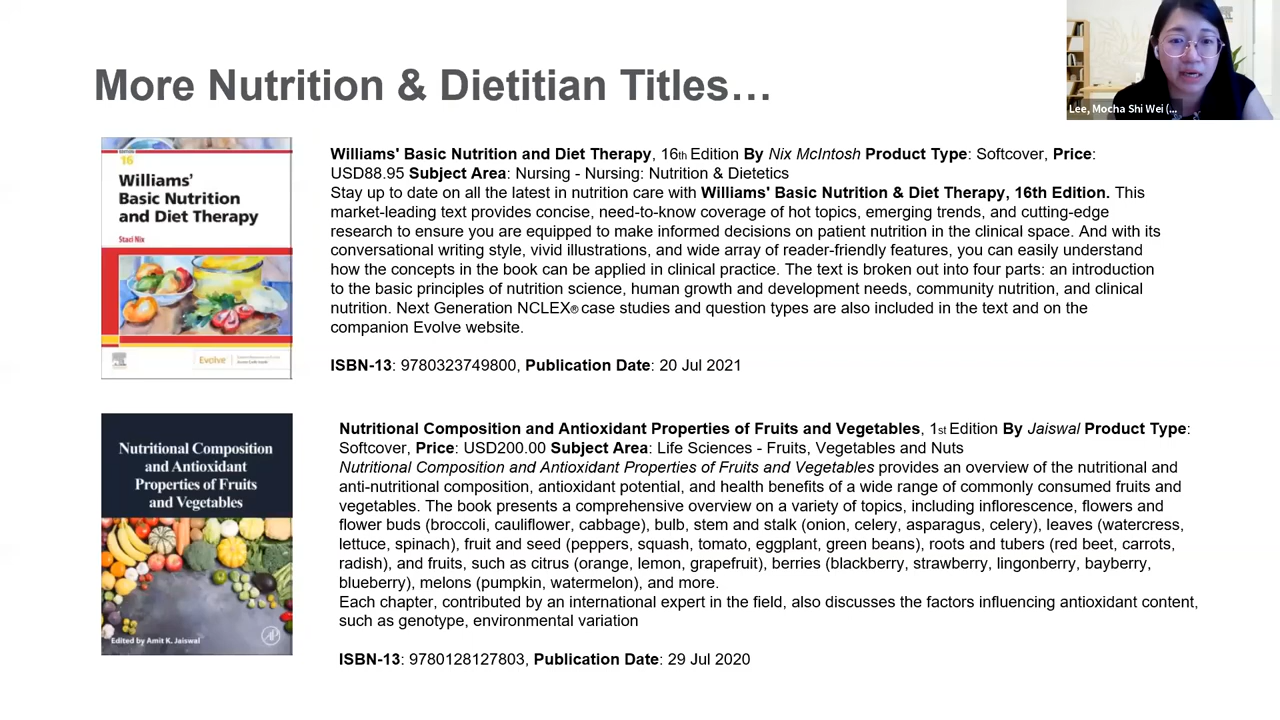 More Nutrition & Dietitian Titles…
Lee, Mocha Shi Wei (...
16
Williams'
Basic Nutrition
and Diet Therapy
Staci Nix
Evolve
Williams' Basic Nutrition and Diet Therapy, 16th Edition By Nix McIntosh Product Type: Softcover, Price:
USD88.95 Subject Area: Nursing - Nursing: Nutrition & Dietetics
Stay up to date on all the latest in nutrition care with Williams' Basic Nutrition & Diet Therapy, 16th Edition. This
market-leading text provides concise, need-to-know coverage of hot topics, emerging trends, and cutting-edge
research to ensure you are equipped to make informed decisions on patient nutrition in the clinical space. And with its
conversational writing style, vivid illustrations, and wide array of reader-friendly features, you can easily understand
how the concepts in the book can be applied in clinical practice. The text is broken out into four parts: an introduction
to the basic principles of nutrition science, human growth and development needs, community nutrition, and clinical
nutrition. Next Generation NCLEX® case studies and question types are also included in the text and on the
companion Evolve website.
ISBN-13: 9780323749800, Publication Date: 20 Jul 2021
Nutritional Composition
and Antioxidant
Properties of Fruits
and Vegetables
Edited by Amit K. Jaiswal
Nutritional Composition and Antioxidant Properties of Fruits and Vegetables, 1st Edition By Jaiswal Product Type:
Softcover, Price: USD200.00 Subject Area: Life Sciences - Fruits, Vegetables and Nuts
Nutritional Composition and Antioxidant Properties of Fruits and Vegetables provides an overview of the nutritional and
anti-nutritional composition, antioxidant potential, and health benefits of a wide range of commonly consumed fruits and
vegetables. The book presents a comprehensive overview on a variety of topics, including inflorescence, flowers and
flower buds (broccoli, cauliflower, cabbage), bulb, stem and stalk (onion, celery, asparagus, celery), leaves (watercress,
lettuce, spinach), fruit and seed (peppers, squash, tomato, eggplant, green beans), roots and tubers (red beet, carrots,
radish), and fruits, such as citrus (orange, lemon, grapefruit), berries (blackberry, strawberry, lingonberry, bayberry,
blueberry), melons (pumpkin, watermelon), and more.
Each chapter, contributed by an international expert in the field, also discusses the factors influencing antioxidant content,
such as genotype, environmental variation
ISBN-13: 9780128127803, Publication Date: 29 Jul 2020